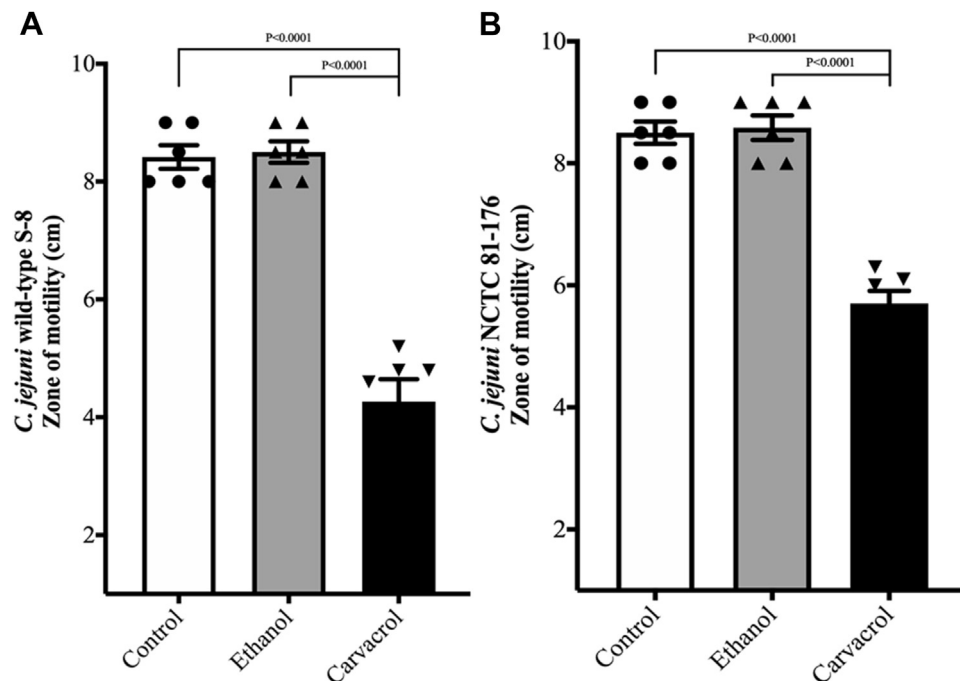 A
P<0.0001
P<0.0001
10
8
6
4
2
C. jejuni wild-type S-8
Zone of motility (cm)
Control
Ethanol
Carvacrol
B
P<0.0001
P<0.0001
10
8
6
4
2
C. jejuni NCTC 81-176
Zone of motility (cm)
Control
Ethanol
Carvacrol